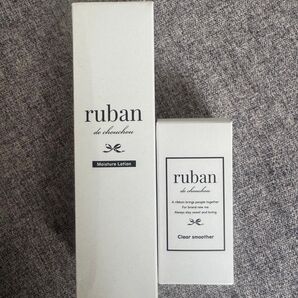 ruban
de chouchou
Moisture Lotion
ruban
de chouchou
A ribbon brings people together
For brand new me
Always stay sweet and loving
Clear smoother